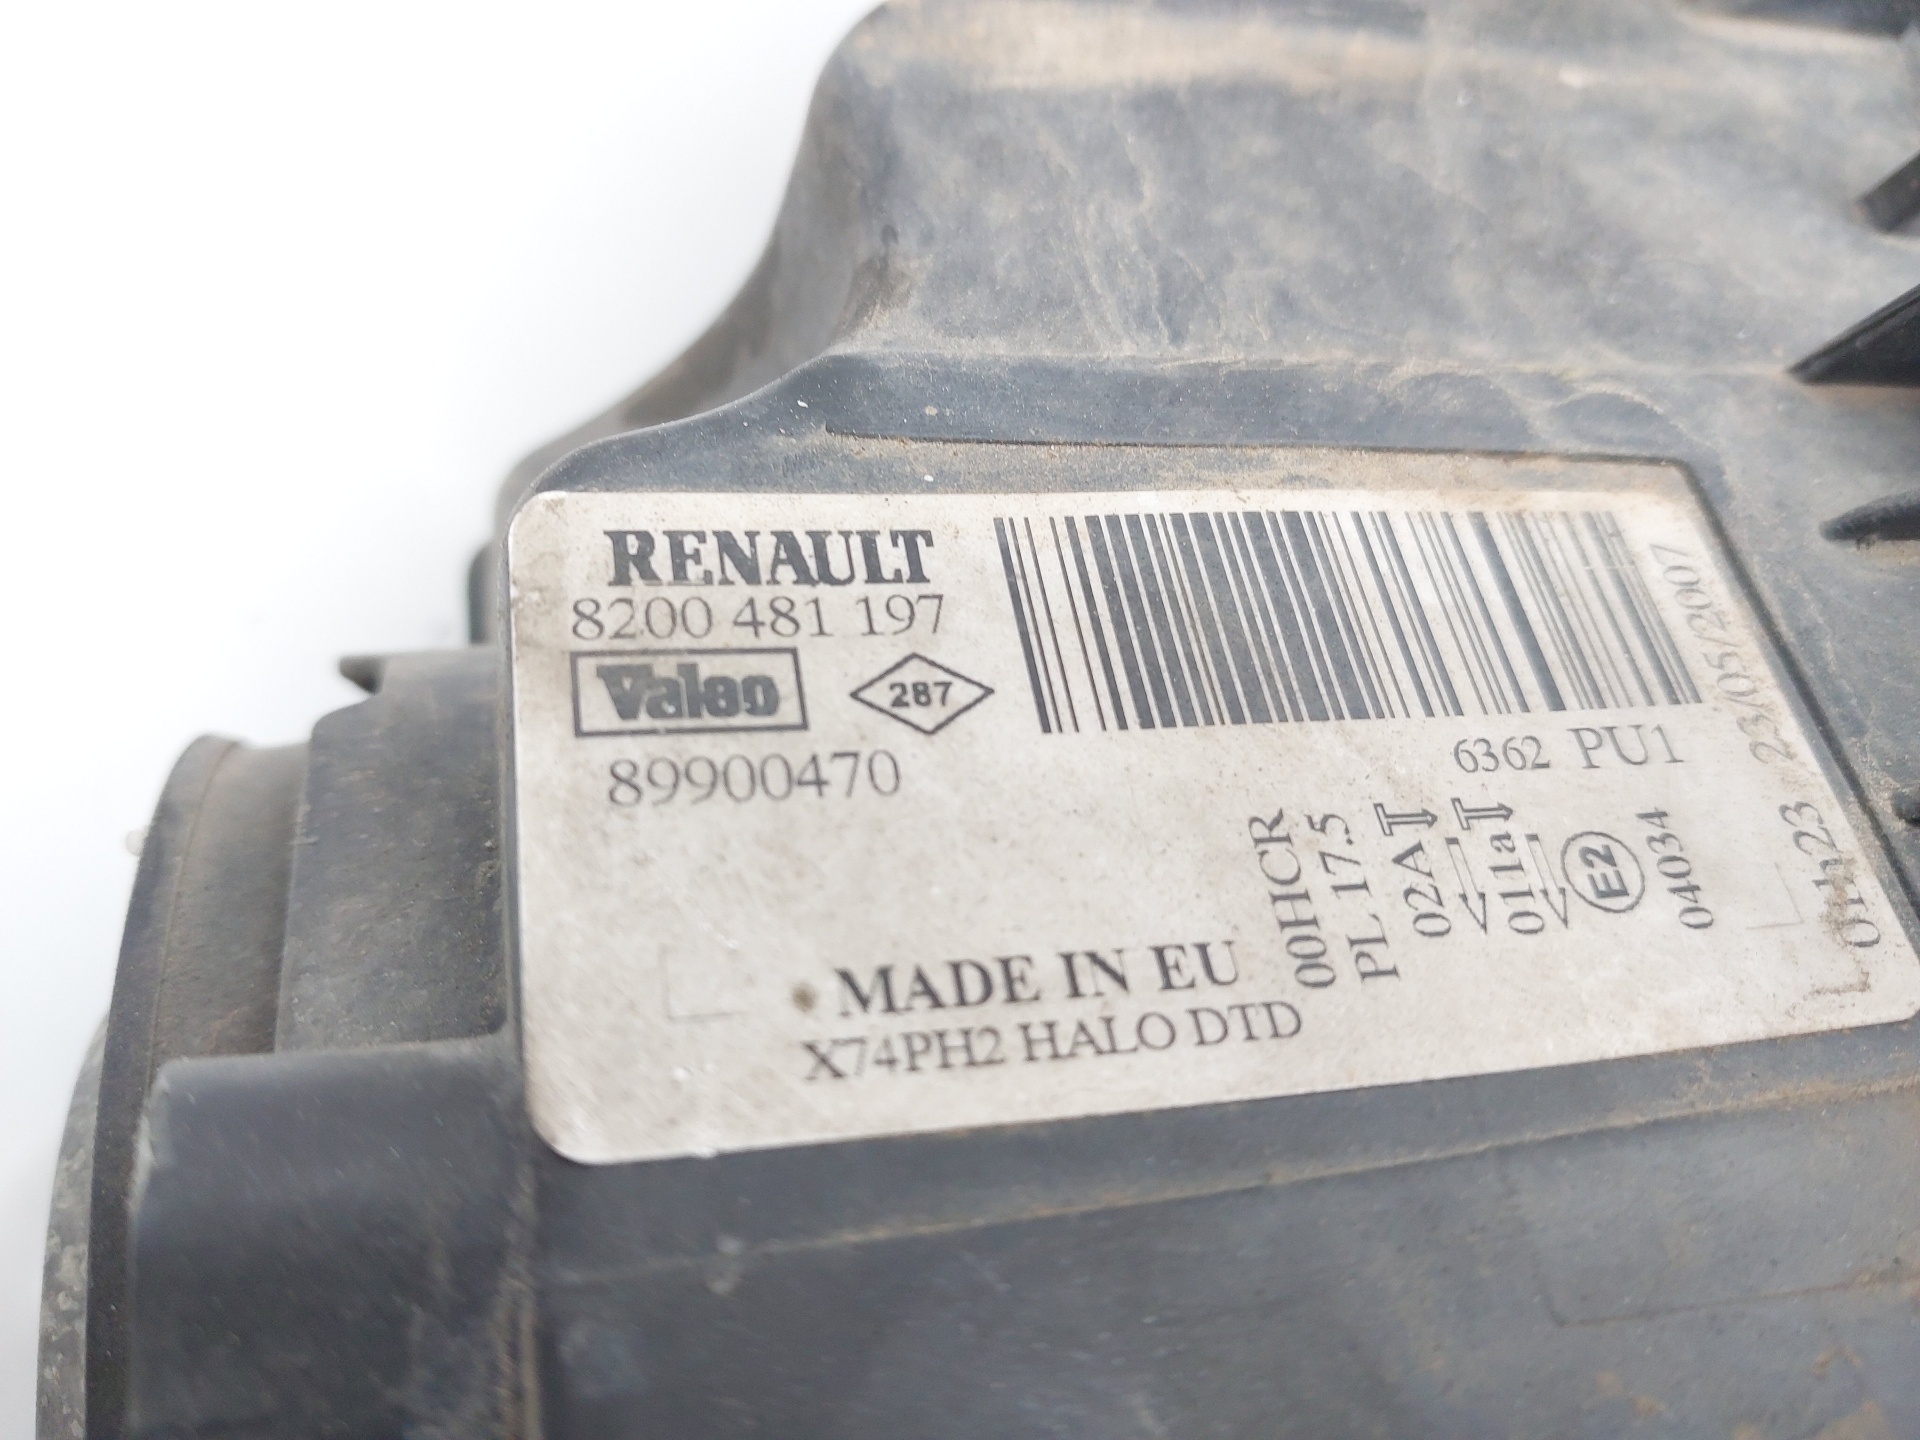 RENAULT
8200 481 197
Valeo
287
89900470
6362 PU1
00HCR
PL 17.5
02A
011a
E2
04034
23/05/2007
MADE IN EU
X74PH2 HALO DTD